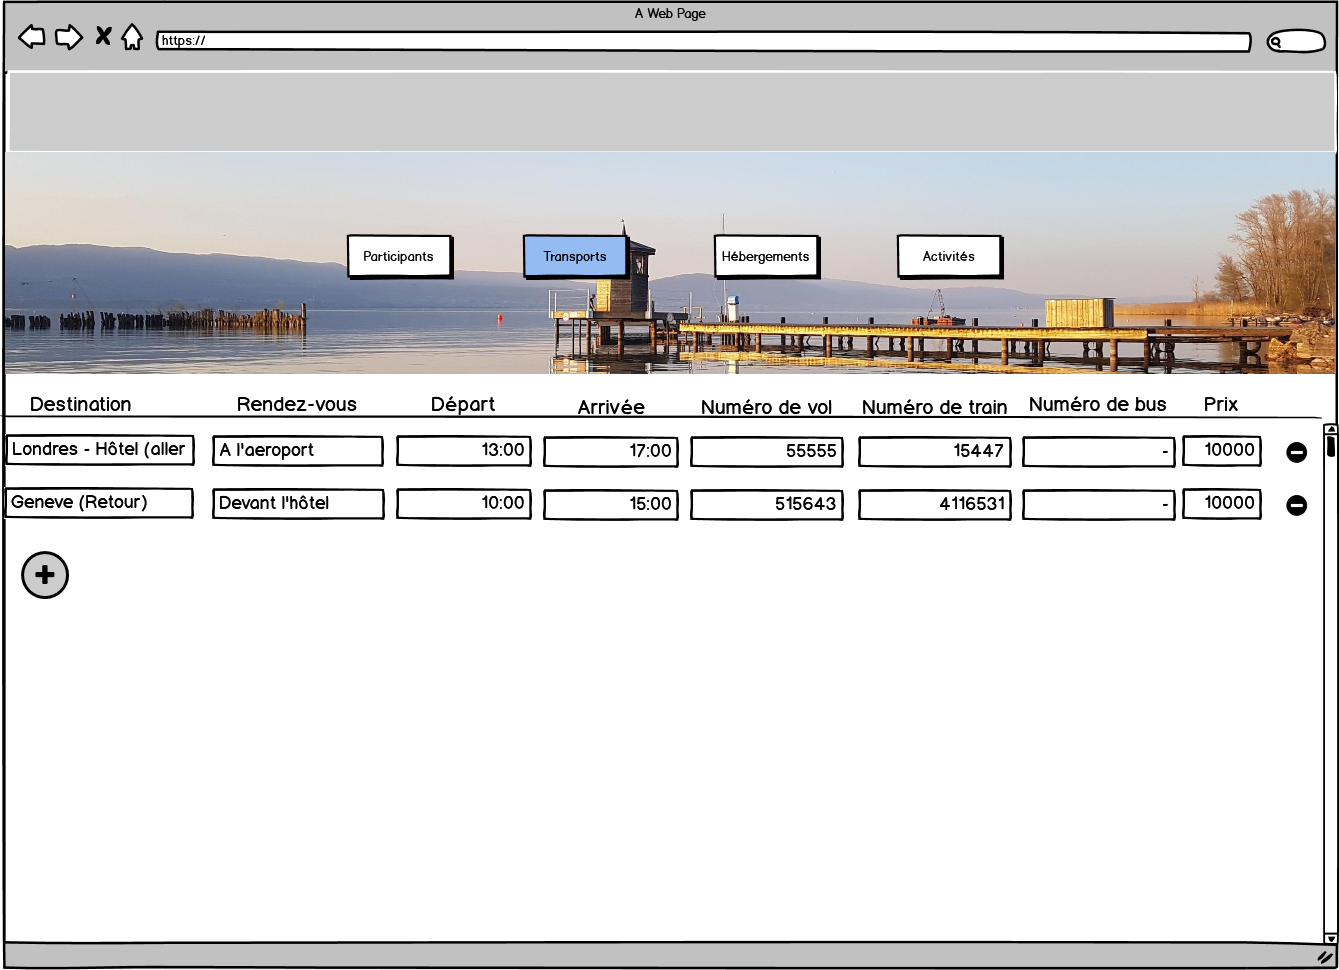 A Web Page
https://
Participants Transports Hébergements Activités
Destination Rendez-vous Départ Arrivée Numéro de vol Numéro de train Numéro de bus Prix
Londres - Hôtel (aller A l'aeroport 13:00 17:00 55555 15447 - 10000
Geneve (Retour) Devant l'hôtel 10:00 15:00 515643 4116531 - 10000